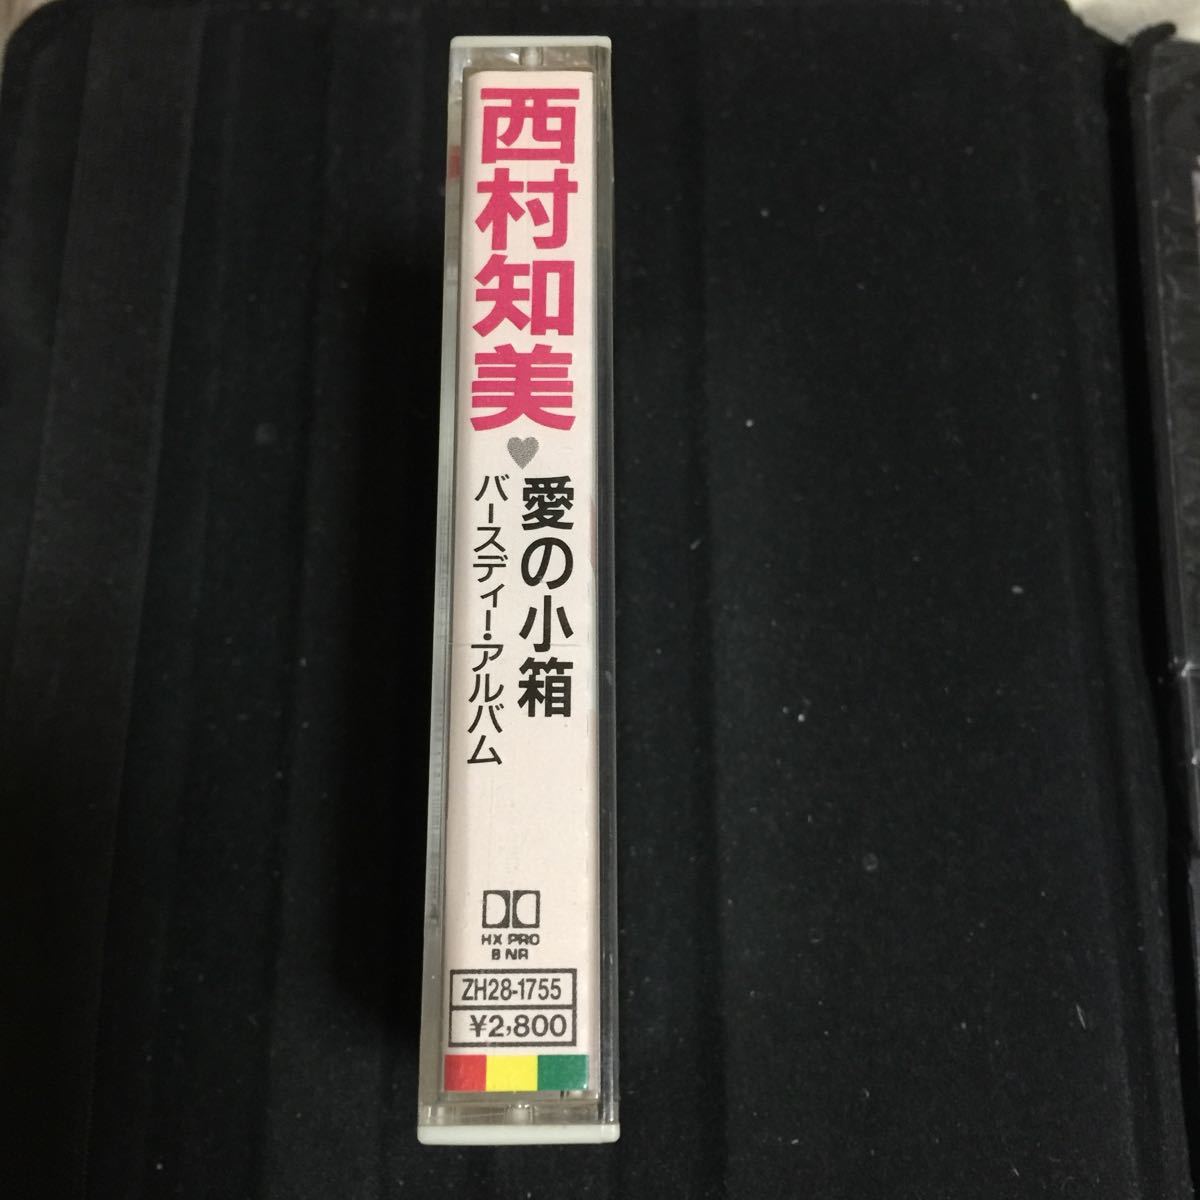 西村知美
愛の小箱
バースディー・アルバム
HX PRO
B NR
ZH28-1755
¥2,800